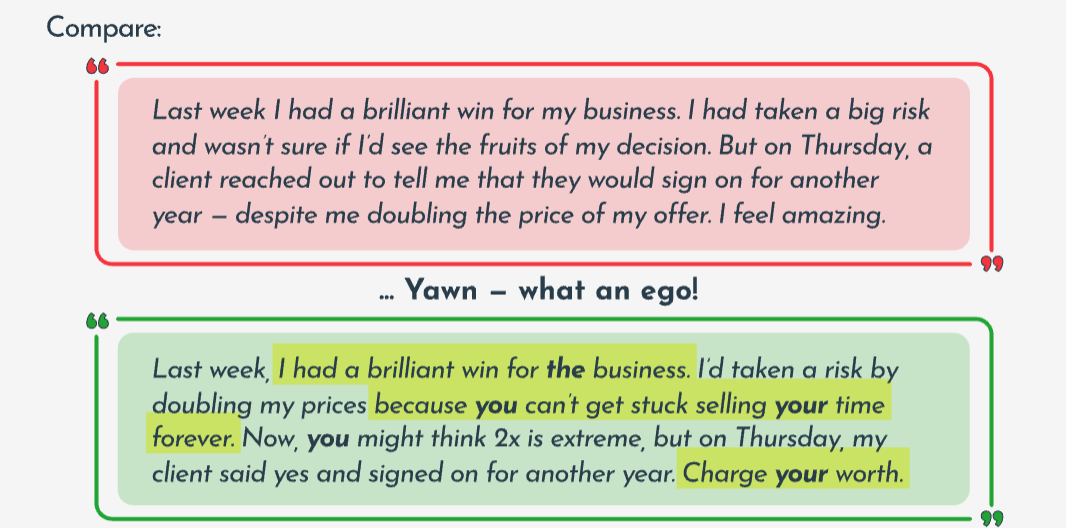 Compare:
“
Last week I had a brilliant win for my business. I had taken a big risk
and wasn't sure if I'd see the fruits of my decision. But on Thursday, a
client reached out to tell me that they would sign on for another
year – despite me doubling the price of my offer. I feel amazing.
”
... Yawn – what an ego!
“
Last week, I had a brilliant win for the business. I'd taken a risk by
doubling my prices because you can't get stuck selling your time
forever. Now, you might think 2x is extreme, but on Thursday, my
client said yes and signed on for another year. Charge your worth.
”